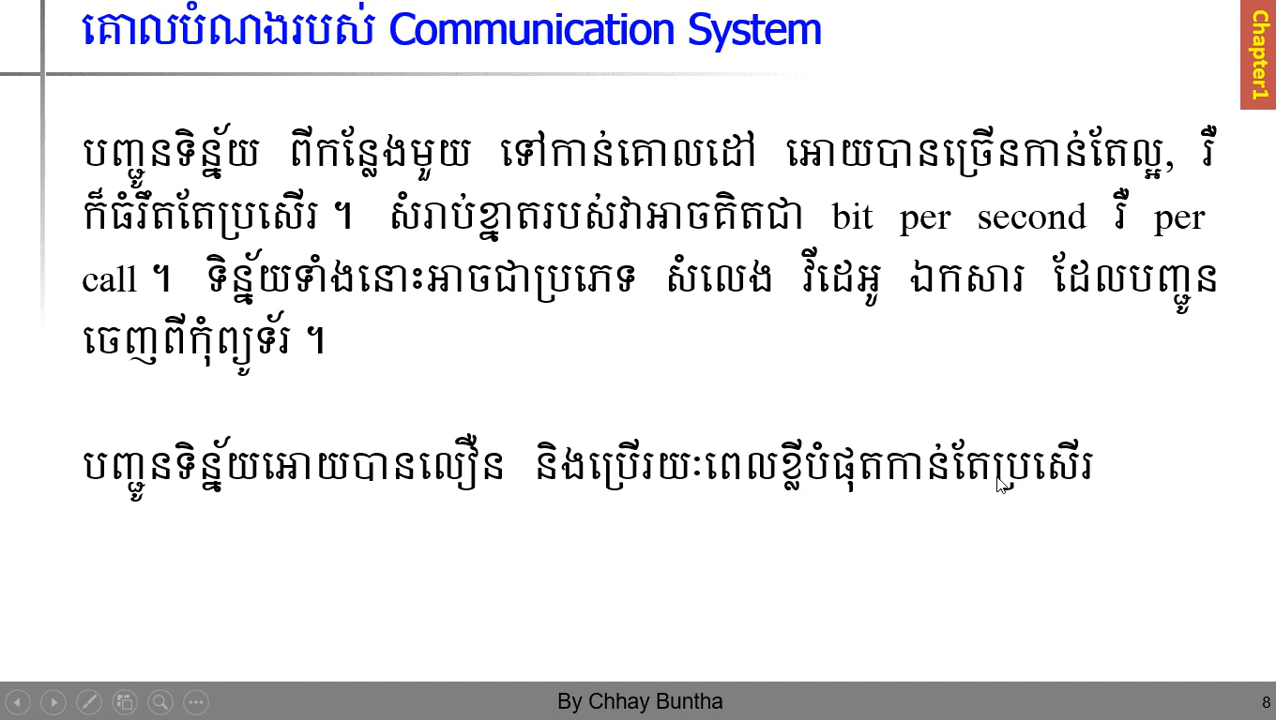 គោលបំណងរបស់ Communication System
Chapter1
បញ្ជូនទិន្ន័យ ពីកន្លែងមួយ ទៅកាន់គោលដៅ អោយបានច្រើនកាន់តែល្អ, រឺ
ក៏ធំរឹតតែប្រសើរ ។ សំរាប់ខ្នាតរបស់វាអាចគិតជា bit per second រឺ per
call ។ ទិន្ន័យទាំងនោះអាចជាប្រភេទ សំលេង វីដេអូ ឯកសារ ដែលបញ្ជូន
ចេញពីកុំព្យូទ័រ ។
បញ្ជូនទិន្ន័យអោយបានលឿន និងប្រើរយៈពេលខ្លីបំផុតកាន់តែប្រសើរ
By Chhay Buntha
8